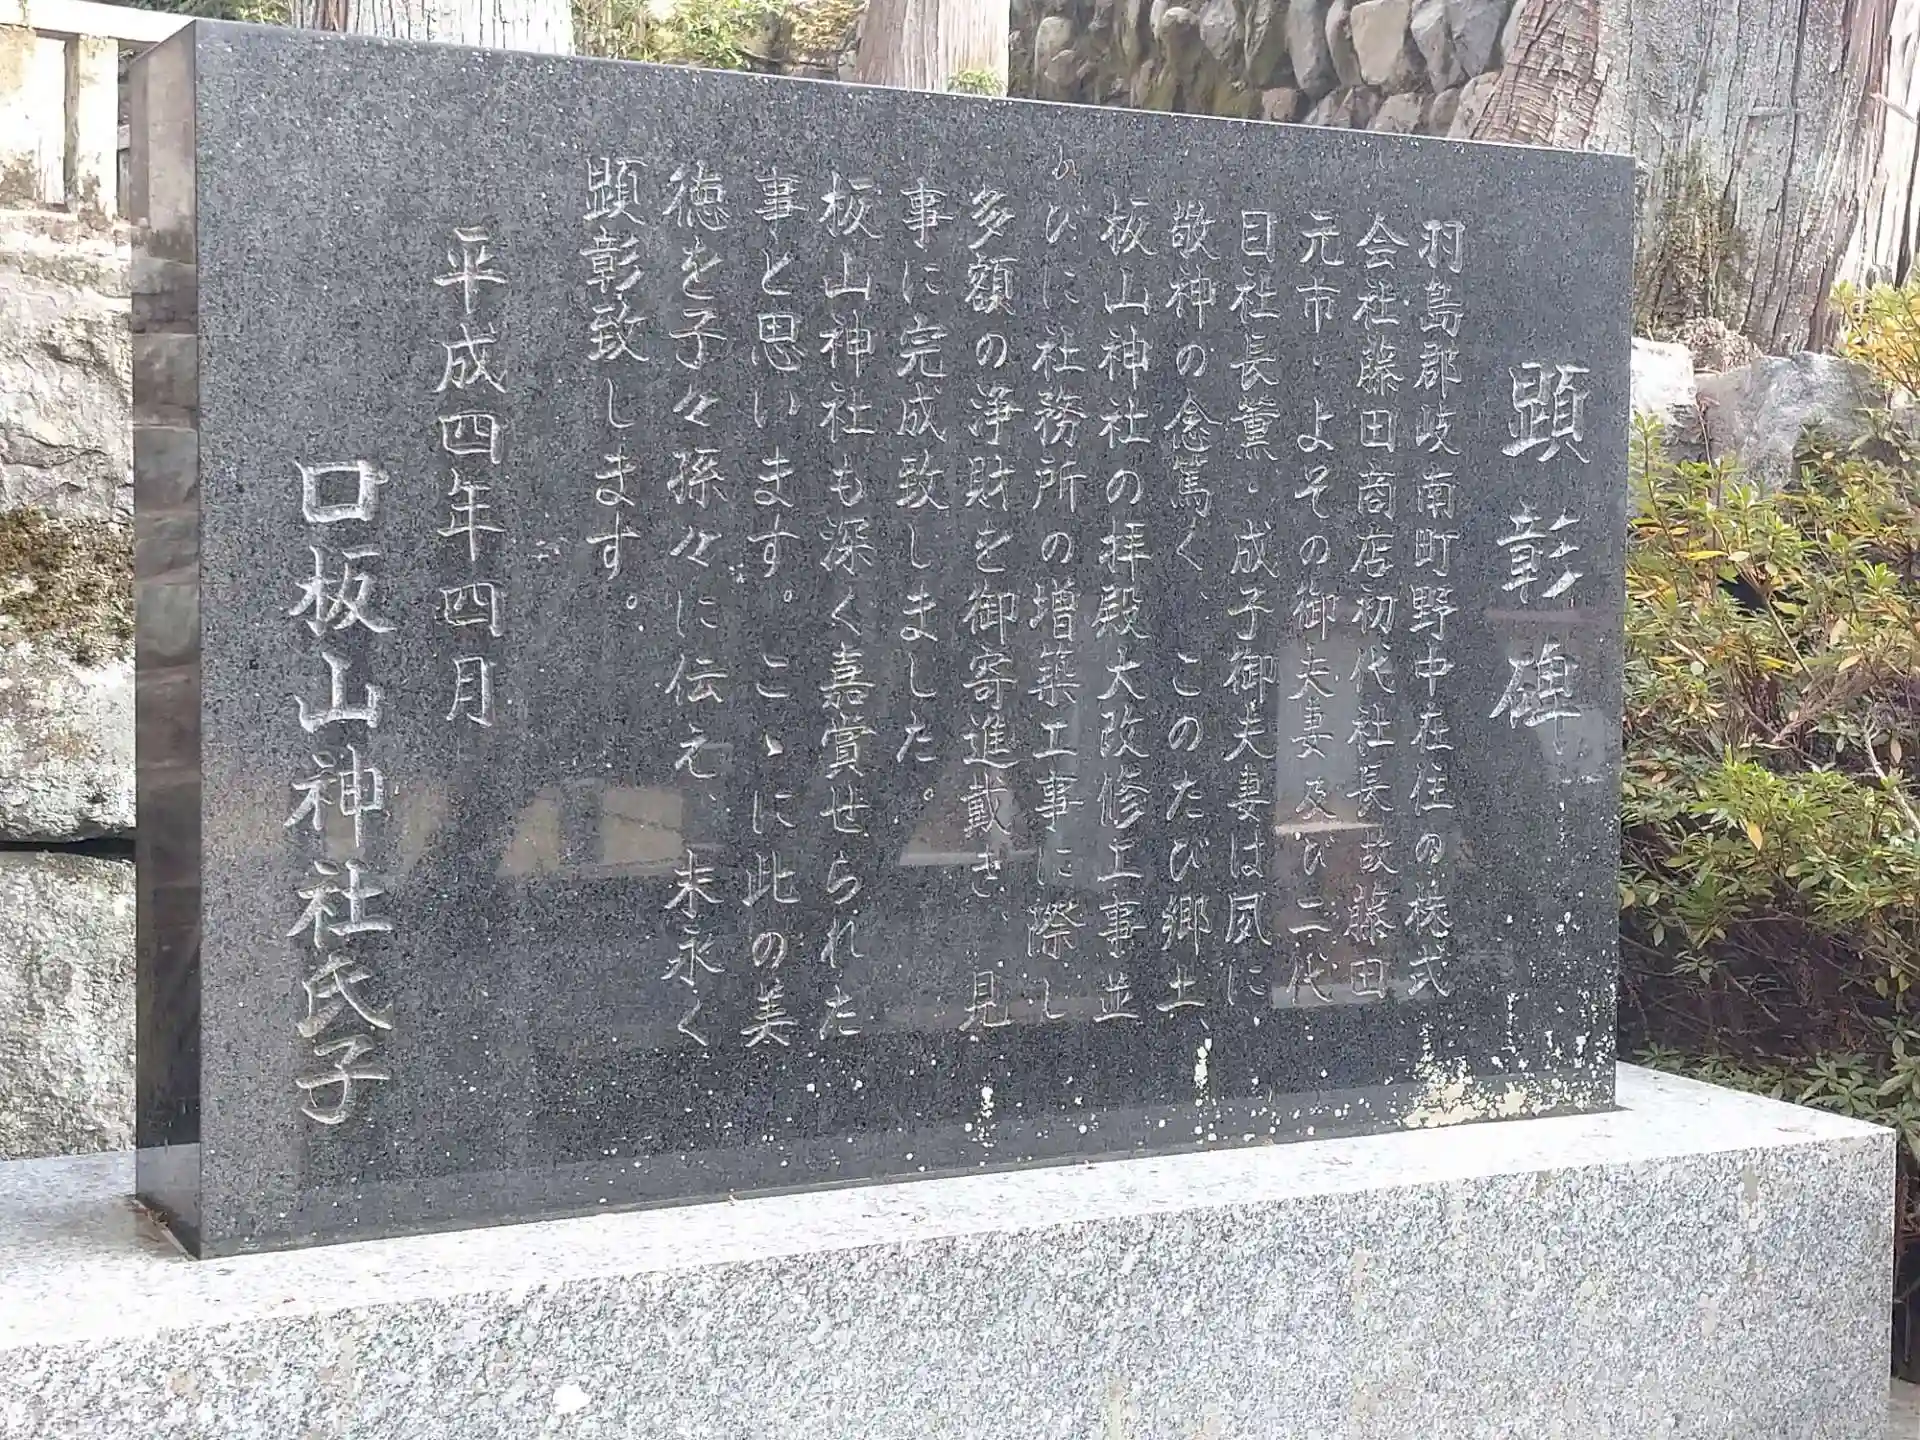 顕彰碑
羽島郡岐南町野中在住の株式
会社藤田商店初代社長故藤田
元市・よその御夫妻及び二代
目社長薫・成子御夫妻は夙に
敬神の念篤く、このたび郷土、
板山神社の拝殿大改修工事並
びに社務所の増築工事に際し
多額の浄財を御寄進戴き、見
事に完成致しました。
板山神社も深く嘉賞せられた
事と思います。こゝに此の美
徳を子々孫々に伝え、末永く
顕彰致します。
平成四年四月
口板山神社氏子